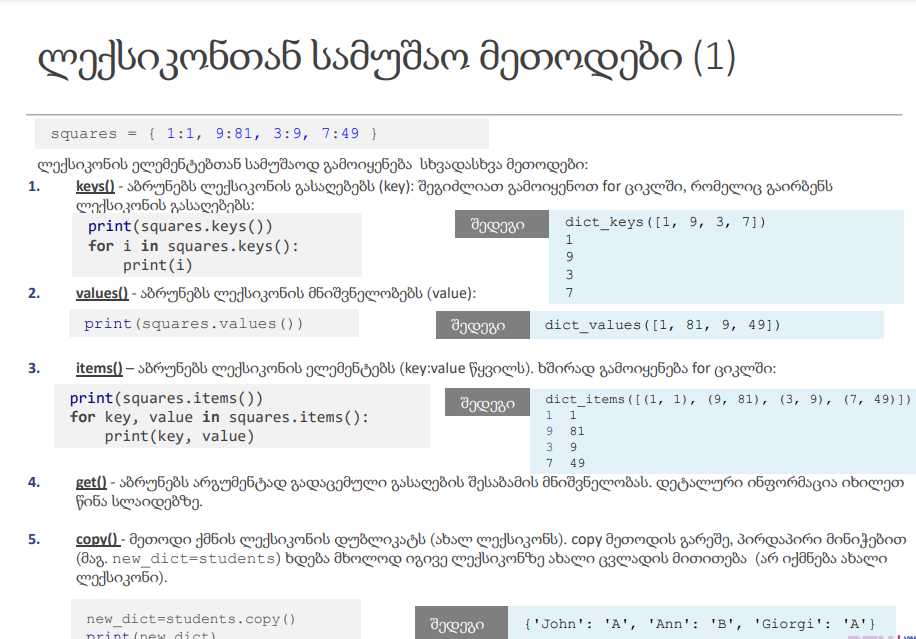 ლექსიკონთან სამუშაო მეთოდები (1)
squares = { 1:1, 9:81, 3:9, 7:49 }
ლექსიკონის ელემენტებთან სამუშაოდ გამოიყენება სხვადასხვა მეთოდები:
1. keys() - აბრუნებს ლექსიკონის გასაღებებს (key): შეგიძლიათ გამოიყენოთ for ციკლში, რომელიც გაირბენს
ლექსიკონის გასაღებებს:
print(squares.keys())
for i in squares.keys():
    print(i)
შედეგი
dict_keys([1, 9, 3, 7])
1
9
3
7
2. values() - აბრუნებს ლექსიკონის მნიშვნელობებს (value):
print(squares.values())
შედეგი
dict_values([1, 81, 9, 49])
3. items() – აბრუნებს ლექსიკონის ელემენტებს (key:value წყვილს). ხშირად გამოიყენება for ციკლში:
print(squares.items())
for key, value in squares.items():
    print(key, value)
შედეგი
dict_items([(1, 1), (9, 81), (3, 9), (7, 49)])
1 1
9 81
3 9
7 49
4. get() - აბრუნებს არგუმენტად გადაცემული გასაღების შესაბამის მნიშვნელობას. დეტალური ინფორმაცია იხილეთ
წინა სლაიდებზე.
5. copy() - მეთოდი ქმნის ლექსიკონის დუბლიკატს (ახალ ლექსიკონს). copy მეთოდის გარეშე, პირდაპირი მინიჭებით
(მაგ. new_dict=students) ხდება მხოლოდ იგივე ლექსიკონზე ახალი ცვლადის მითითება (არ იქმნება ახალი
ლექსიკონი).
new_dict=students.copy()
print(new_dict)
შედეგი
{'John': 'A', 'Ann': 'B', 'Giorgi': 'A'}